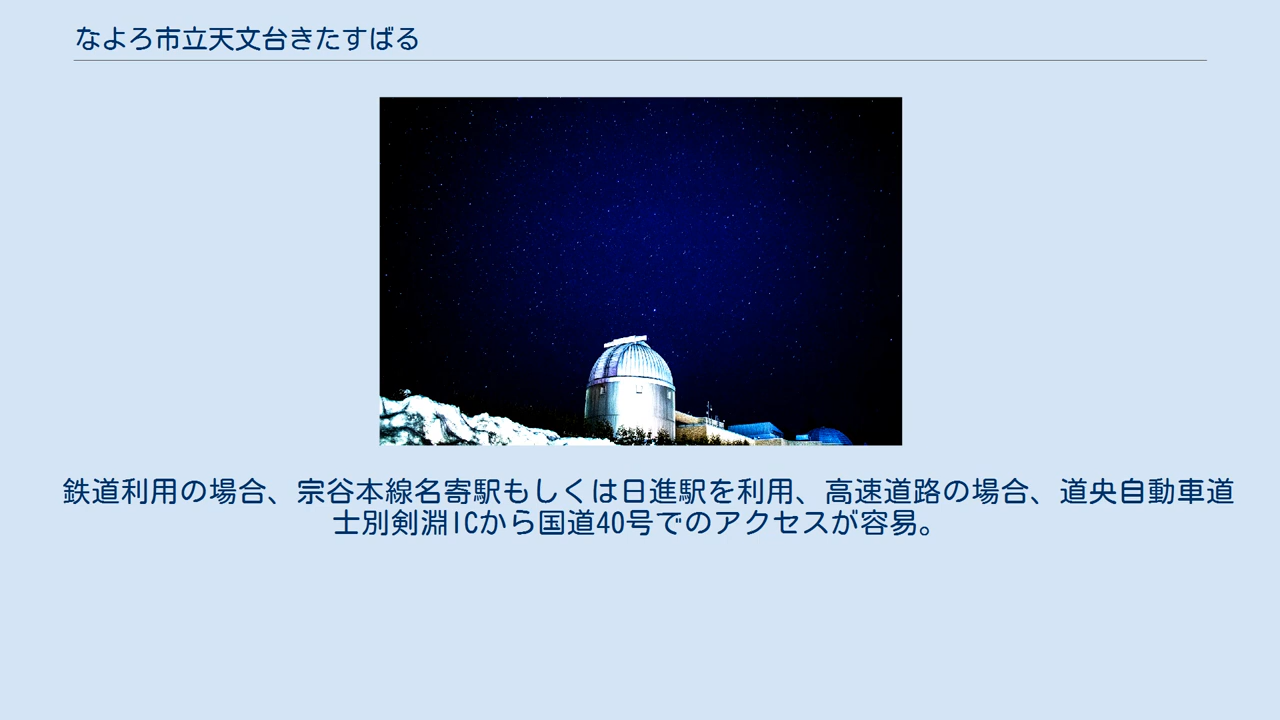 なよろ市立天文台きたすばる
鉄道利用の場合、宗谷本線名寄駅もしくは日進駅を利用、高速道路の場合、道央自動車道
士別剣淵ICから国道40号でのアクセスが容易。